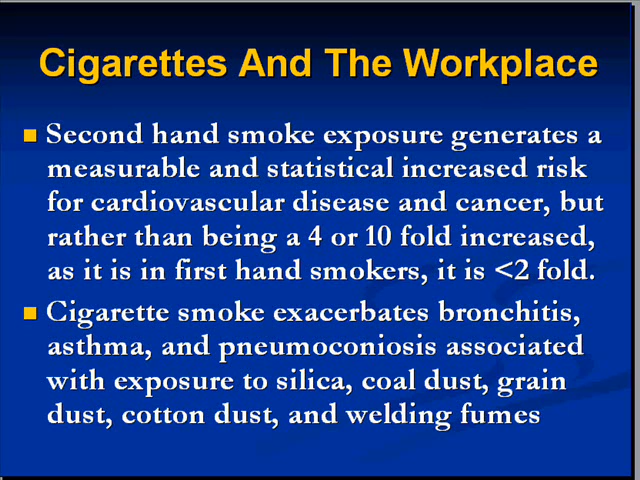 Cigarettes And The Workplace
Second hand smoke exposure generates a
measurable and statistical increased risk
for cardiovascular disease and cancer, but
rather than being a 4 or 10 fold increased,
as it is in first hand smokers, it is <2 fold.
Cigarette smoke exacerbates bronchitis,
asthma, and pneumoconiosis associated
with exposure to silica, coal dust, grain
dust, cotton dust, and welding fumes